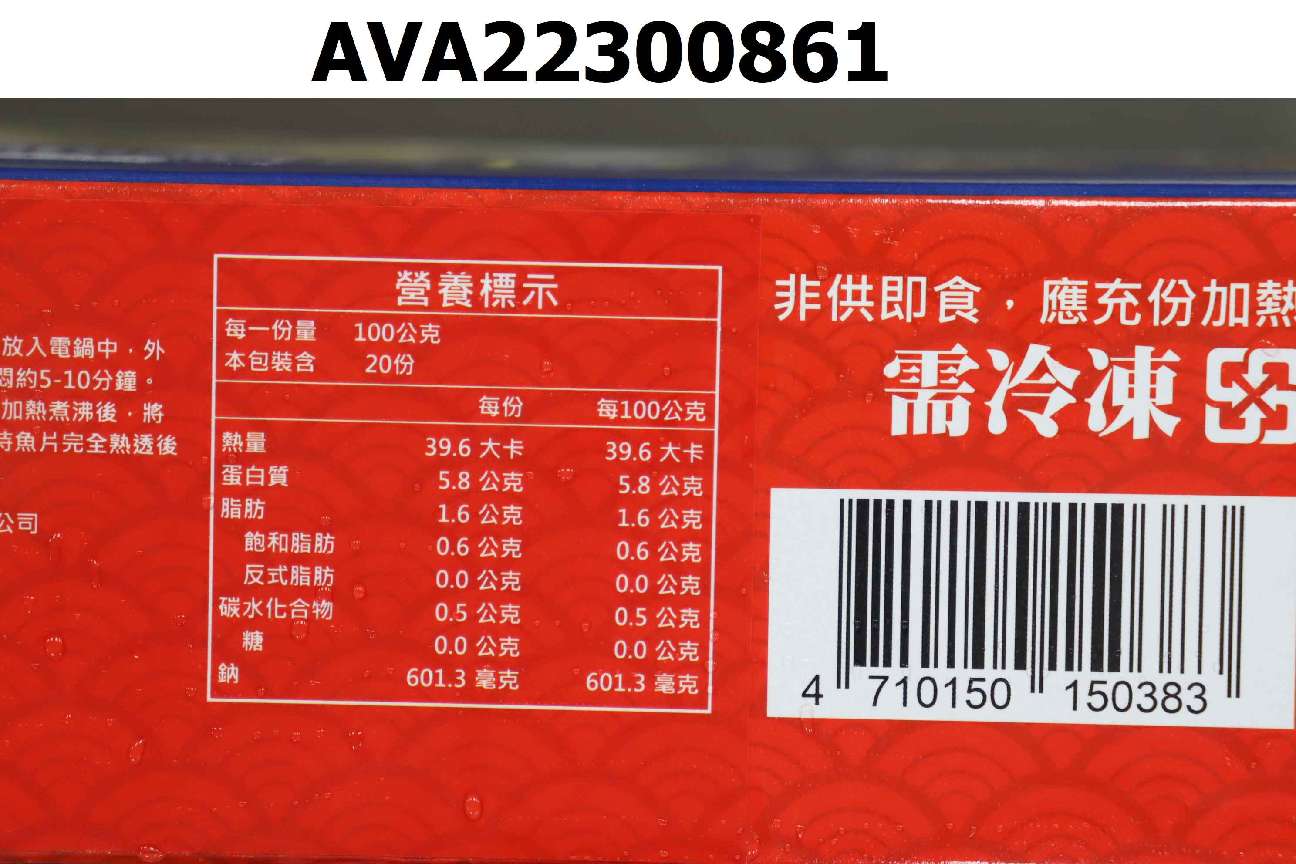 AVA22300861
放入電鍋中，外
悶約5-10分鐘。
加熱煮沸後，將
待魚片完全熟透後
公司
營養標示
每一份量 100公克
本包裝含 20份
每份 每100公克
熱量 39.6 大卡 39.6 大卡
蛋白質 5.8 公克 5.8 公克
脂肪 1.6 公克 1.6 公克
飽和脂肪 0.6 公克 0.6 公克
反式脂肪 0.0 公克 0.0 公克
碳水化合物 0.5 公克 0.5 公克
糖 0.0 公克 0.0 公克
鈉 601.3 毫克 601.3 毫克
非供即食，應充份加熱
需冷凍
4 710150 150383